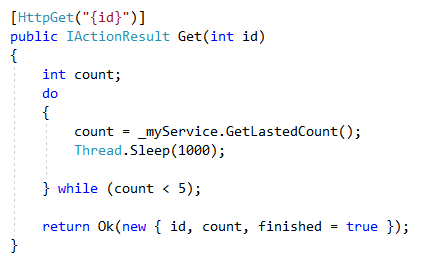 [HttpGet("{id}")]
public IActionResult Get(int id)
{
    int count;
    do
    {
        count = _myService.GetLastedCount();
        Thread.Sleep(1000);

    } while (count < 5);

    return Ok(new { id, count, finished = true });
}